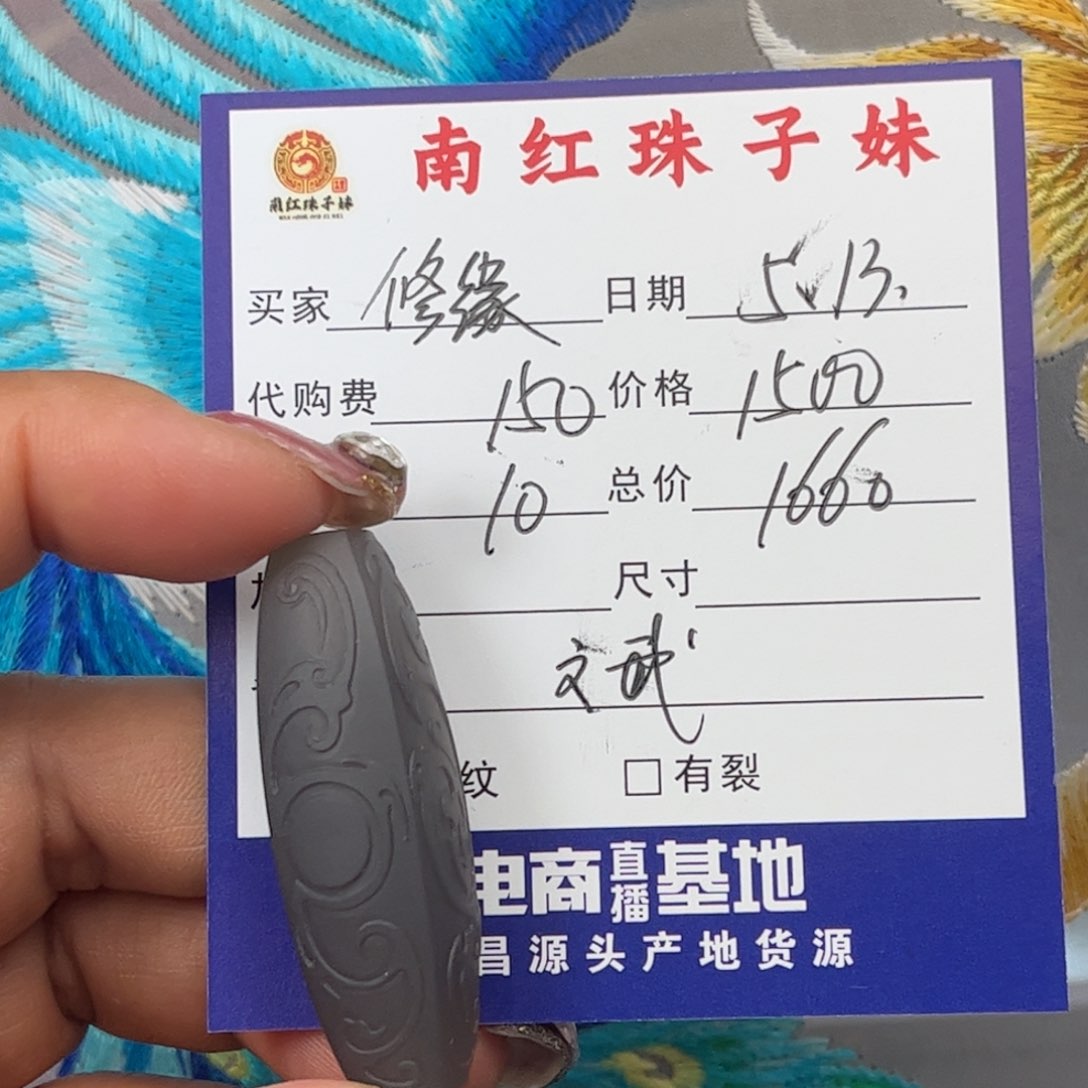 南红珠子妹
南红珠子妹
买家 修缘 日期 5.13.
代购费 150 价格 1500
10 总价 1660
尺寸
文武
纹 □有裂
电商直播基地
昌源头产地货源